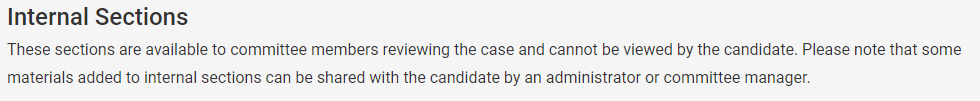 Internal Sections
These sections are available to committee members reviewing the case and cannot be viewed by the candidate. Please note that some
materials added to internal sections can be shared with the candidate by an administrator or committee manager.